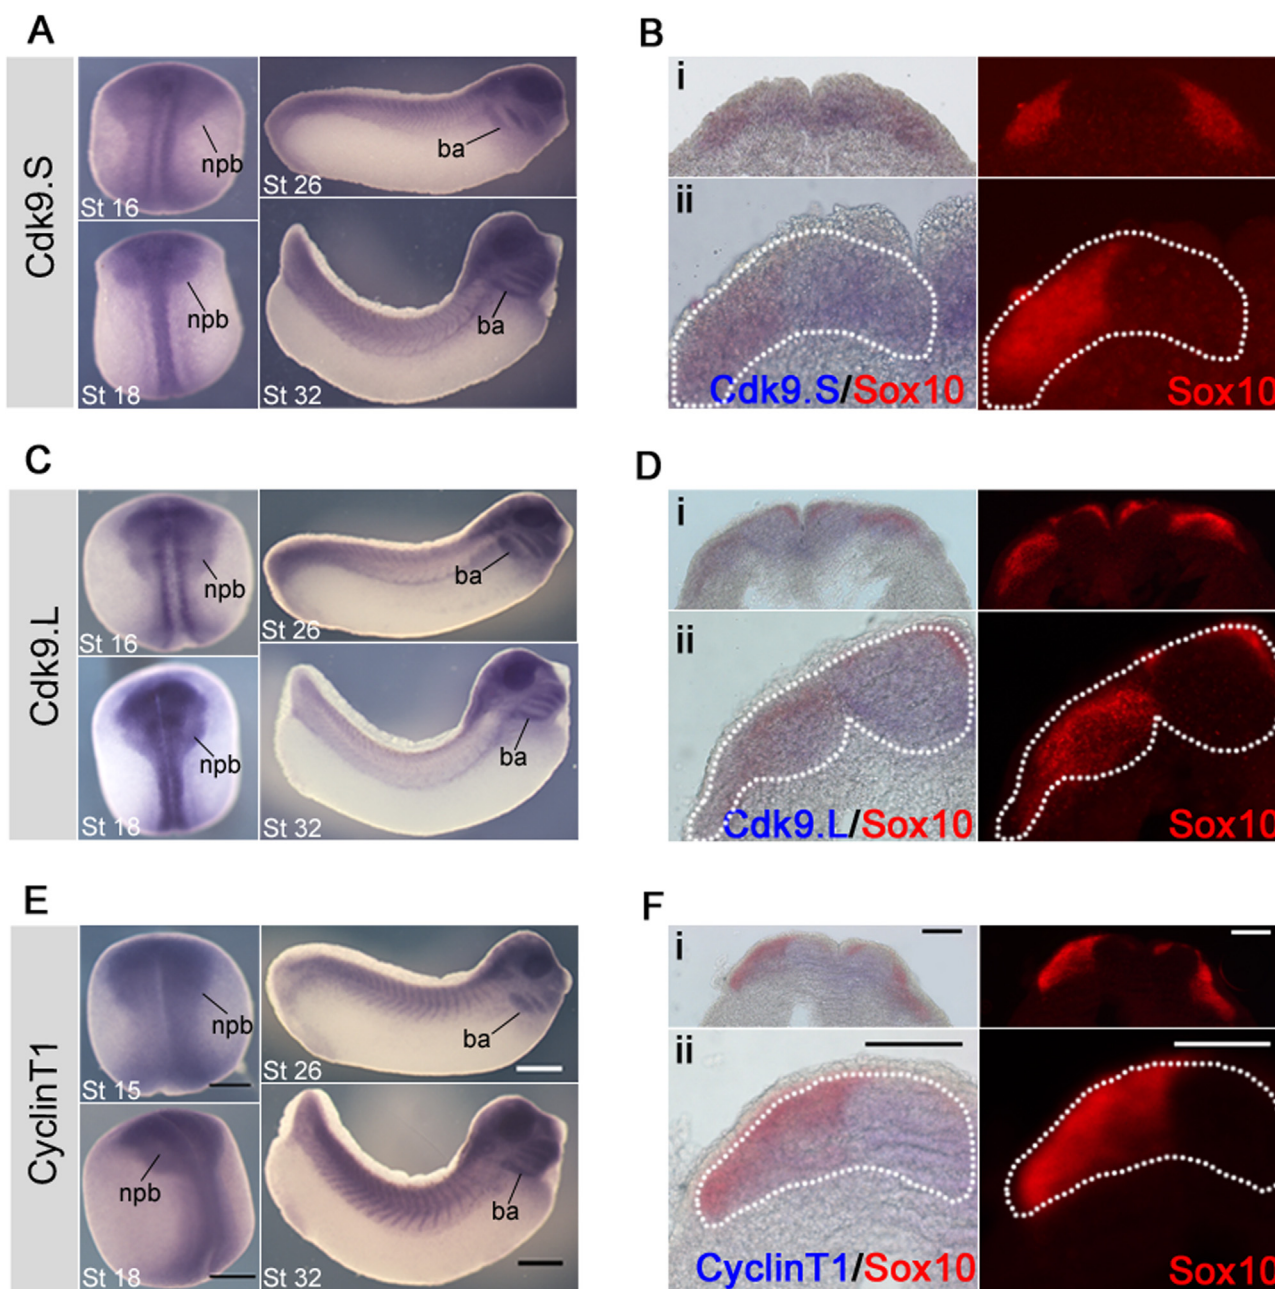 A
Cdk9.S
npb
St 16
ba
St 26
npb
St 18
ba
St 32
B
i
ii
Cdk9.S/Sox10
Sox10
C
Cdk9.L
npb
St 16
ba
St 26
npb
St 18
ba
St 32
D
i
ii
Cdk9.L/Sox10
Sox10
E
CyclinT1
npb
St 15
ba
St 26
npb
St 18
ba
St 32
F
i
ii
CyclinT1/Sox10
Sox10